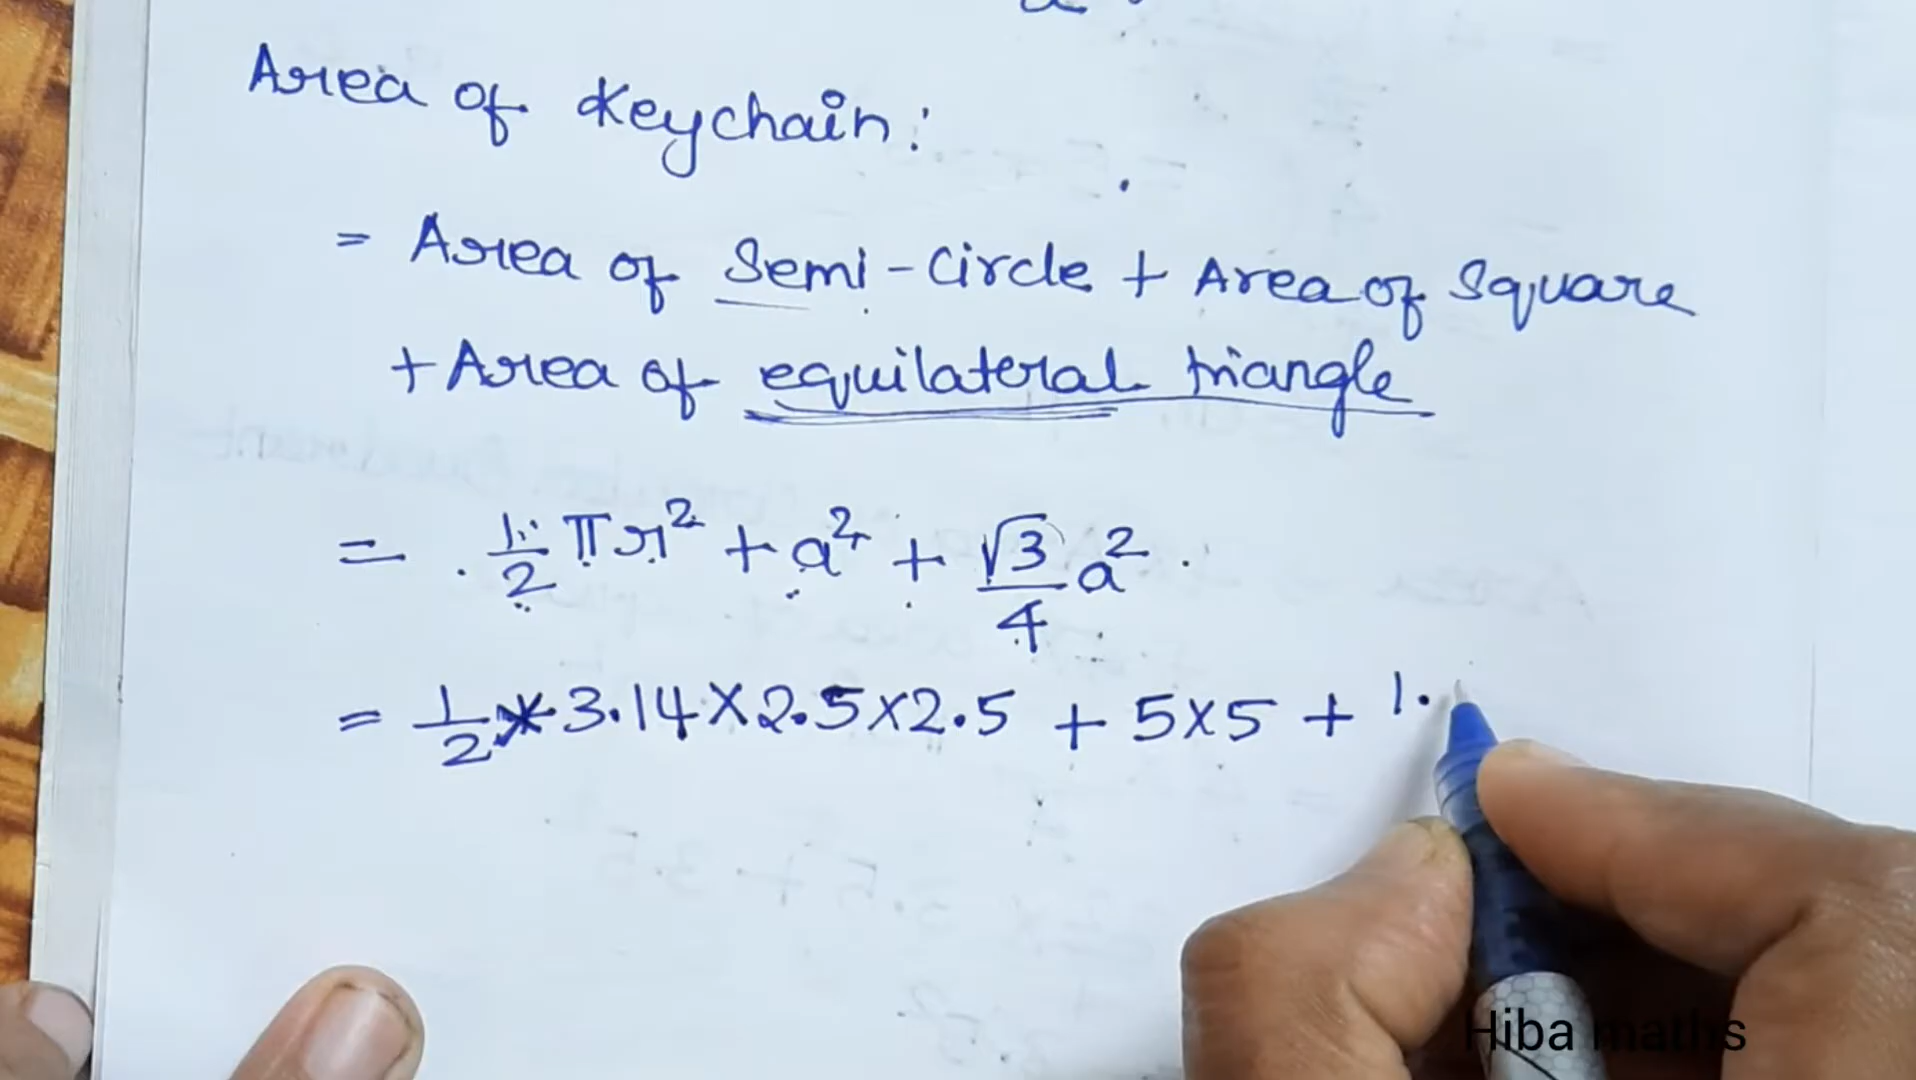 Area of Keychain:
= Area of Semi-Circle + Area of Square
+ Area of equilateral triangle
= 1/2 πr² + a² + √3/4 a²
= 1/2 × 3.14 × 2.5 × 2.5 + 5 × 5 + 1.
Hiba maths